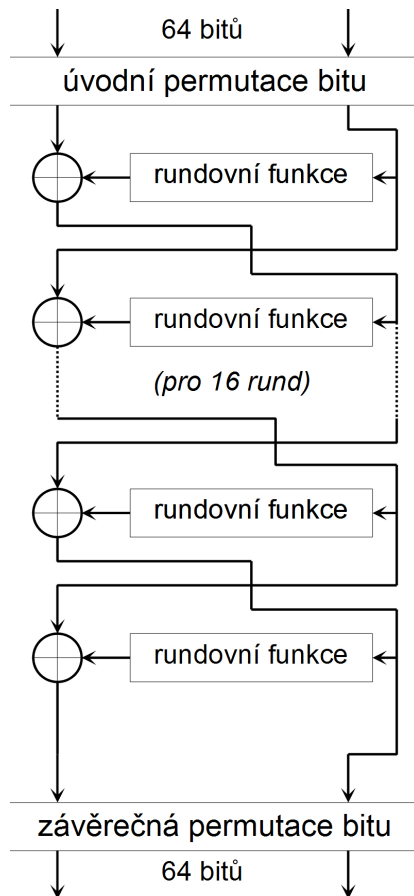 64 bitů
úvodní permutace bitu
rundovní funkce
rundovní funkce
(pro 16 rund)
rundovní funkce
rundovní funkce
závěrečná permutace bitu
64 bitů